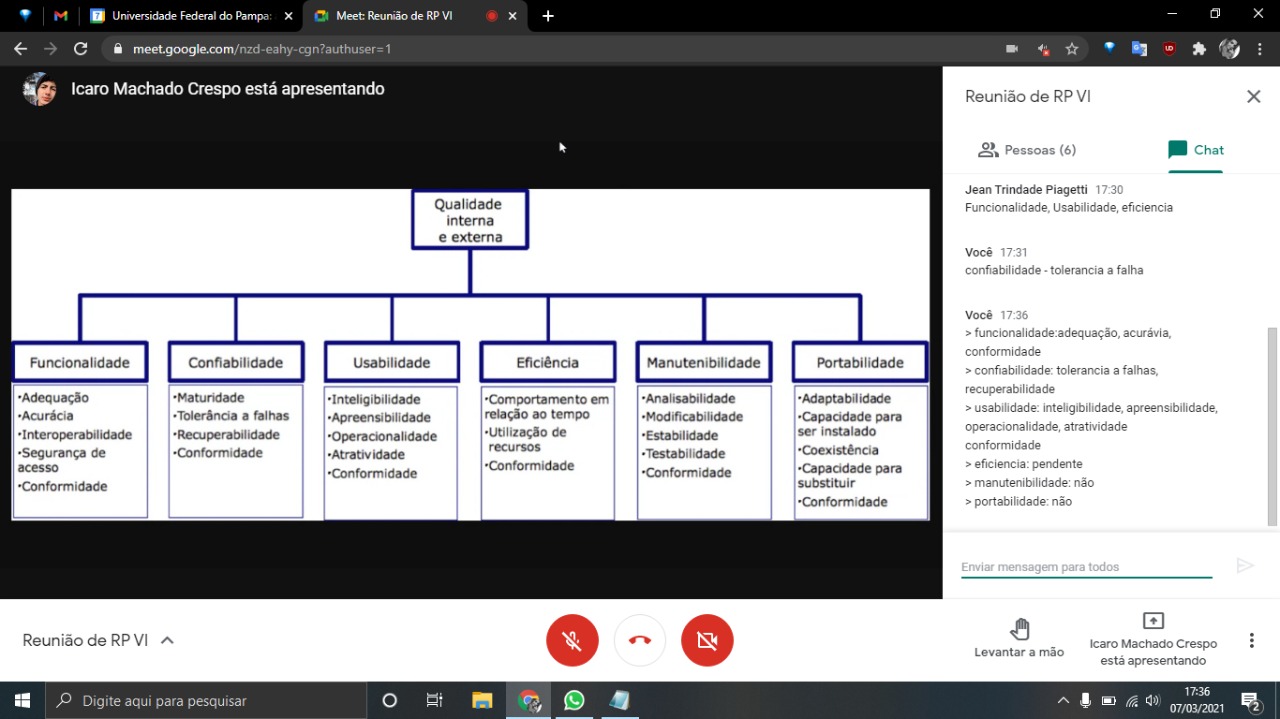 Universidade Federal do Pampa:
Meet: Reunião de RP VI
meet.google.com/nzd-eahy-cgn?authuser=1
Icaro Machado Crespo está apresentando
Qualidade
interna
e externa
Funcionalidade
•Adequação
•Acurácia
•Interoperabilidade
•Segurança de
acesso
•Conformidade
Confiabilidade
•Maturidade
•Tolerância a falhas
•Recuperabilidade
•Conformidade
Usabilidade
•Inteligibilidade
•Apreensibilidade
•Operacionalidade
•Atratividade
•Conformidade
Eficiência
•Comportamento em
relação ao tempo
•Utilização de
recursos
•Conformidade
Manutenibilidade
•Analisabilidade
•Modificabilidade
•Estabilidade
•Testabilidade
•Conformidade
Portabilidade
•Adaptabilidade
•Capacidade para
ser instalado
•Coexistência
•Capacidade para
substituir
•Conformidade
Reunião de RP VI
Pessoas (6)
Chat
Jean Trindade Piagetti 17:30
Funcionalidade, Usabilidade, eficiencia
Você 17:31
confiabilidade - tolerancia a falha
Você 17:36
> funcionalidade:adequação, acurávia,
conformidade
> confiabilidade: tolerancia a falhas,
recuperabilidade
> usabilidade: inteligibilidade, apreensibilidade,
operacionalidade, atratividade
conformidade
> eficiencia: pendente
> manutenibilidade: não
> portabilidade: não
Enviar mensagem para todos
Reunião de RP VI
Levantar a mão
Icaro Machado Crespo
está apresentando
Digite aqui para pesquisar
17:36
07/03/2021
2